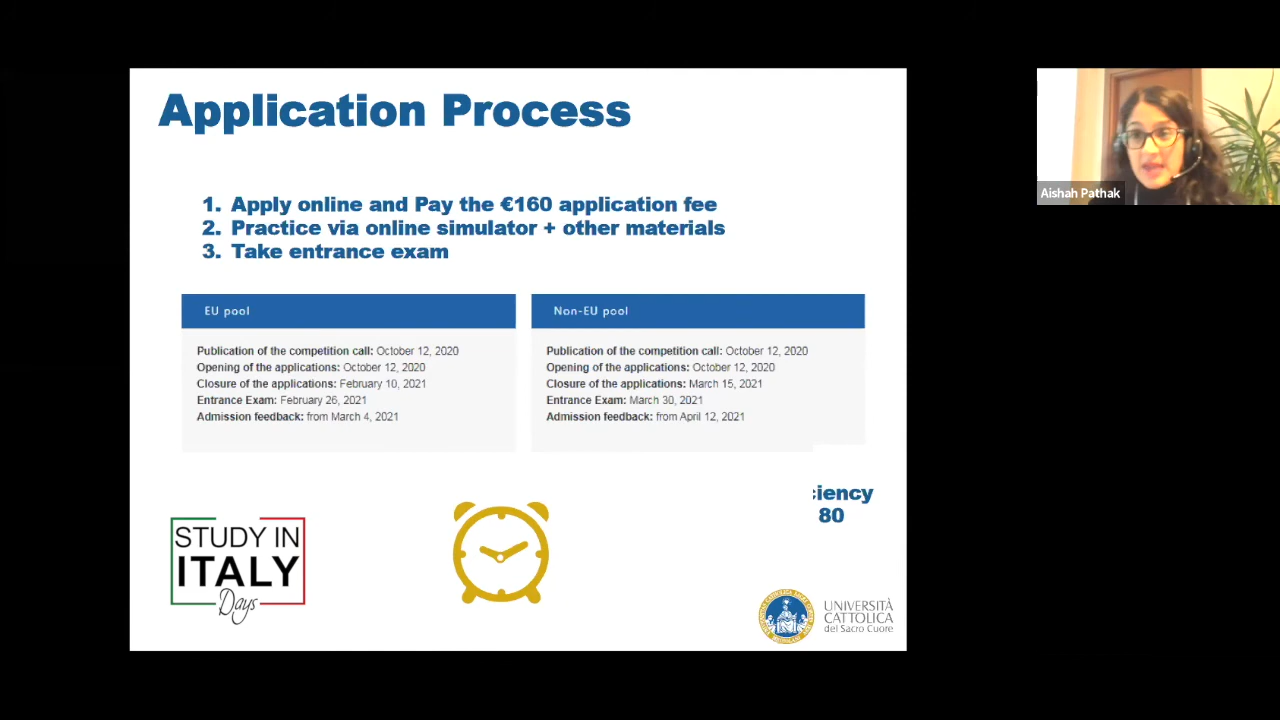 Application Process
1. Apply online and Pay the €160 application fee
2. Practice via online simulator + other materials
3. Take entrance exam
EU pool
Publication of the competition call: October 12, 2020
Opening of the applications: October 12, 2020
Closure of the applications: February 10, 2021
Entrance Exam: February 26, 2021
Admission feedback: from March 4, 2021
Non-EU pool
Publication of the competition call: October 12, 2020
Opening of the applications: October 12, 2020
Closure of the applications: March 15, 2021
Entrance Exam: March 30, 2021
Admission feedback: from April 12, 2021
ciency
80
STUDY IN
ITALY
Days
UNIVERSITÀ
CATTOLICA
del Sacro Cuore
Aishah Pathak